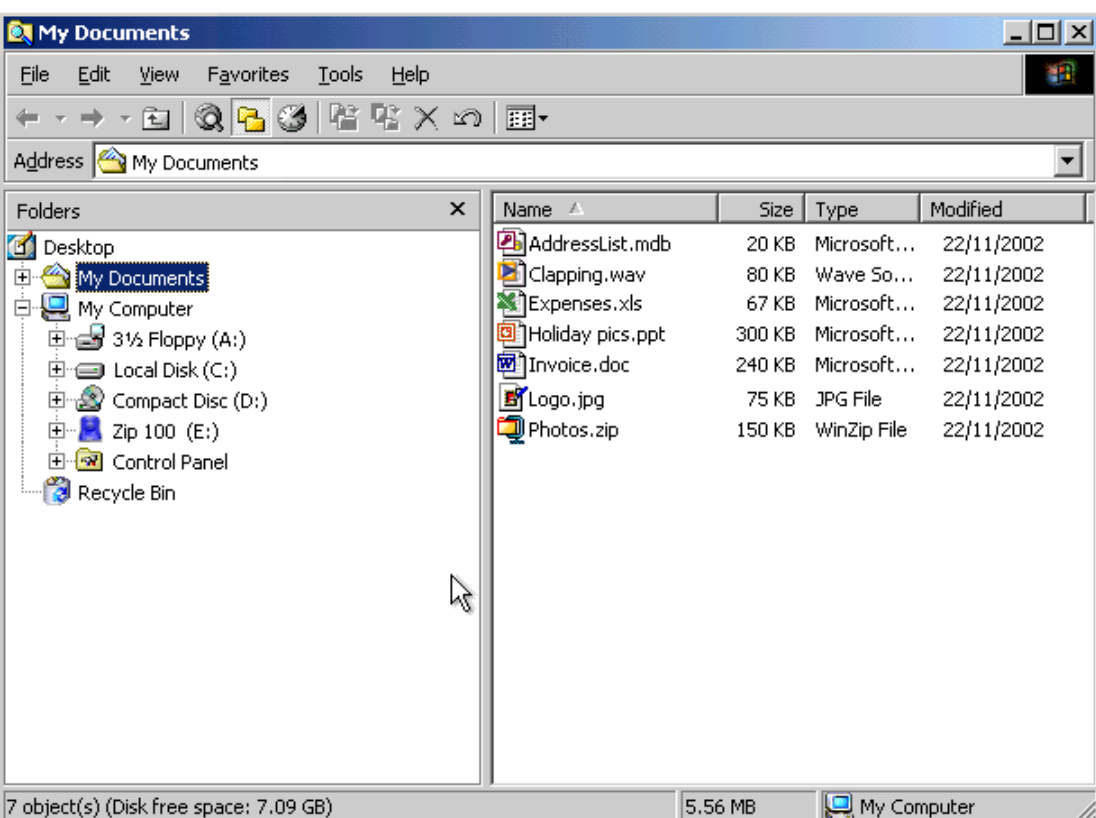 My Documents
File Edit View Favorites Tools Help
Address My Documents
Folders
Desktop
My Documents
My Computer
3½ Floppy (A:)
Local Disk (C:)
Compact Disc (D:)
Zip 100 (E:)
Control Panel
Recycle Bin
Name Size Type Modified
AddressList.mdb 20 KB Microsoft... 22/11/2002
Clapping.wav 80 KB Wave So... 22/11/2002
Expenses.xls 67 KB Microsoft... 22/11/2002
Holiday pics.ppt 300 KB Microsoft... 22/11/2002
Invoice.doc 240 KB Microsoft... 22/11/2002
Logo.jpg 75 KB JPG File 22/11/2002
Photos.zip 150 KB WinZip File 22/11/2002
7 object(s) (Disk free space: 7.09 GB) 5.56 MB My Computer